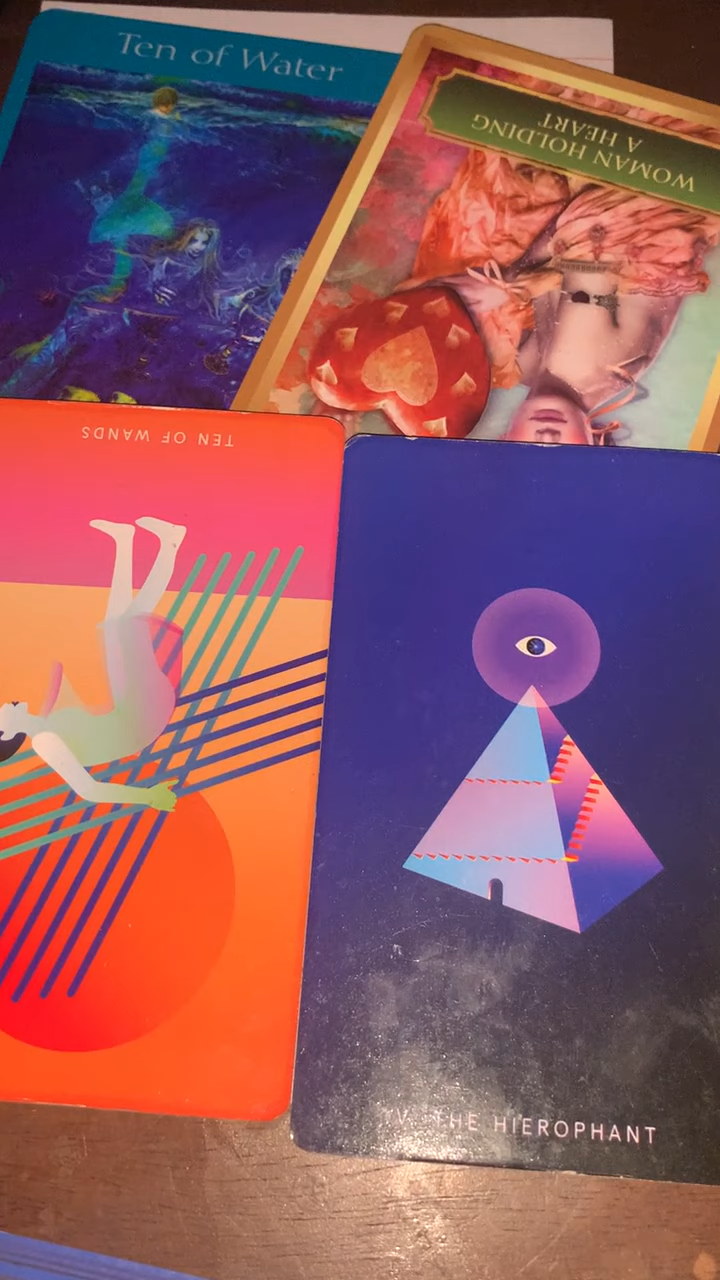 Ten of Water
WOMAN HOLDING
A HEART
TEN OF WANDS
V. THE HIEROPHANT